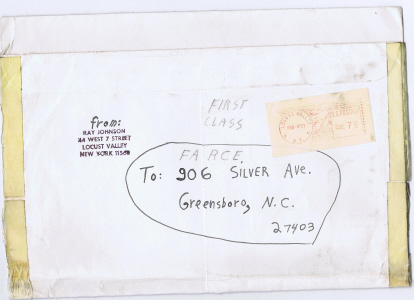 from:
RAY JOHNSON
44 WEST 7 STREET
LOCUST VALLEY
NEW YORK 11560
FIRST
CLASS
FARCE
To: 906 SILVER Ave.
Greensboro, N.C.
27403